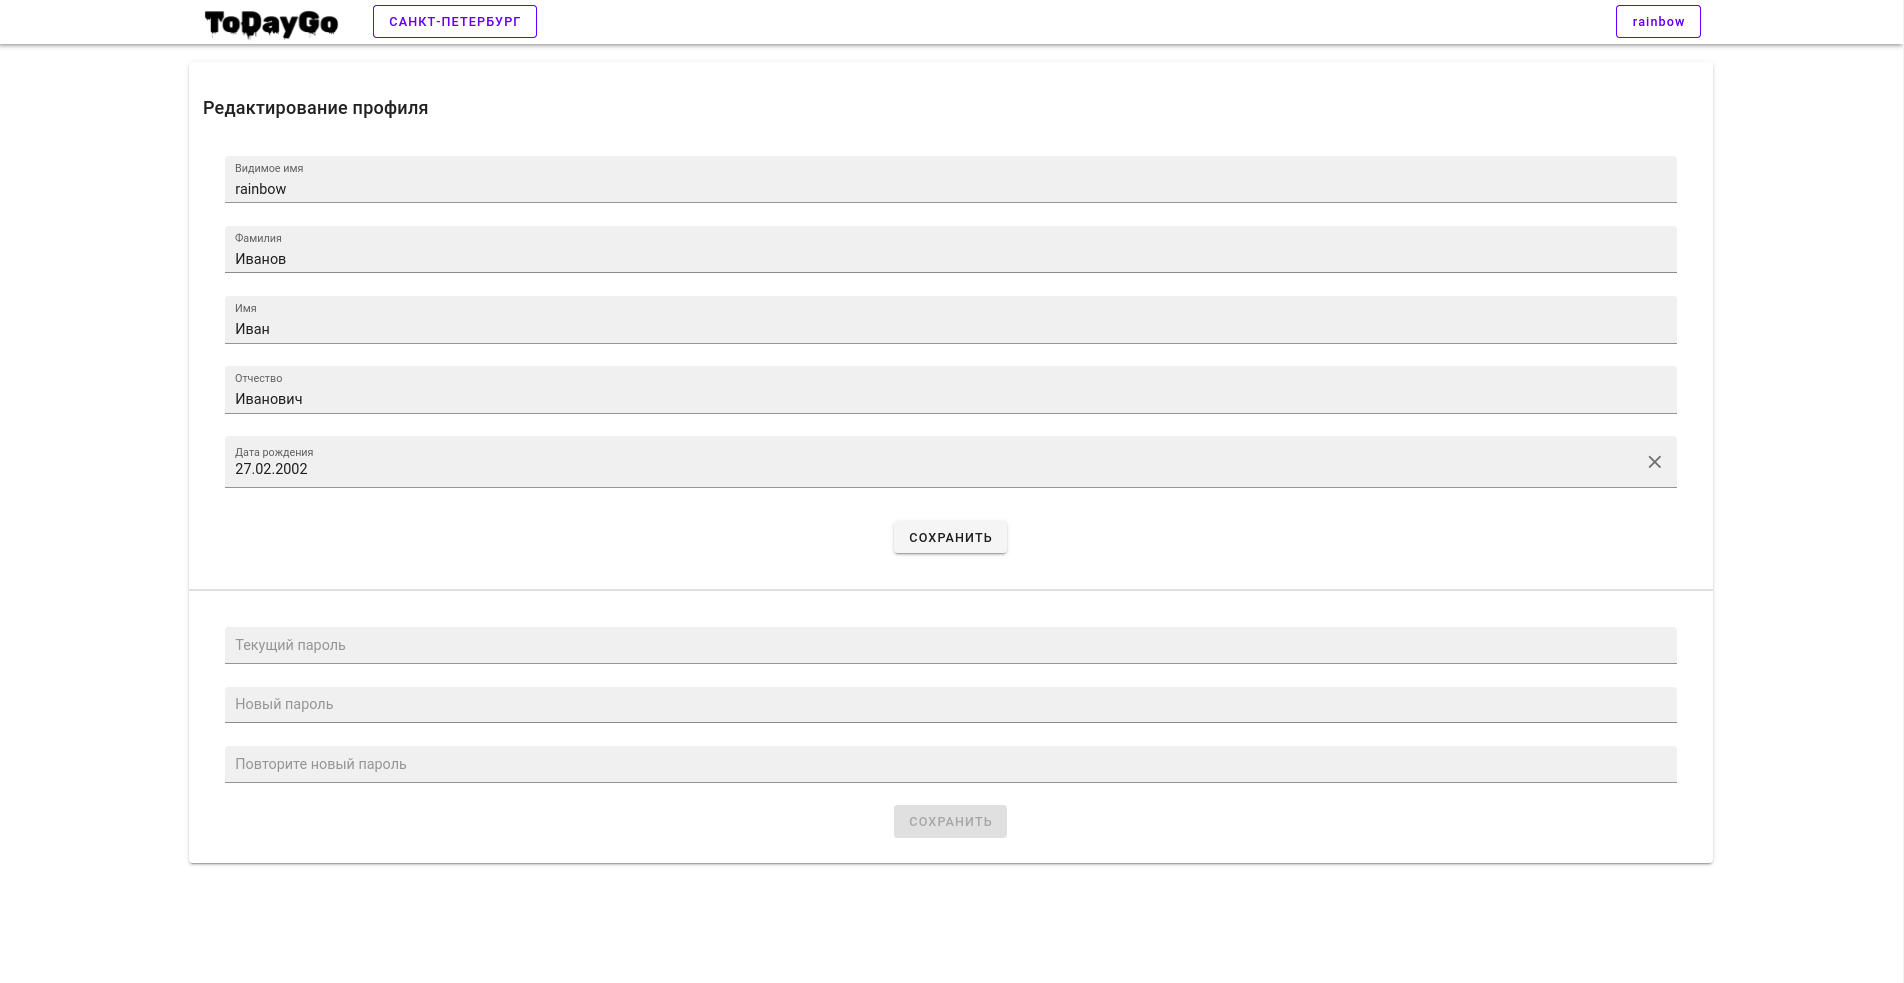 ToDayGo
САНКТ-ПЕТЕРБУРГ
rainbow
Редактирование профиля
Видимое имя
rainbow
Фамилия
Иванов
Имя
Иван
Отчество
Иванович
Дата рождения
27.02.2002
СОХРАНИТЬ
Текущий пароль
Новый пароль
Повторите новый пароль
СОХРАНИТЬ